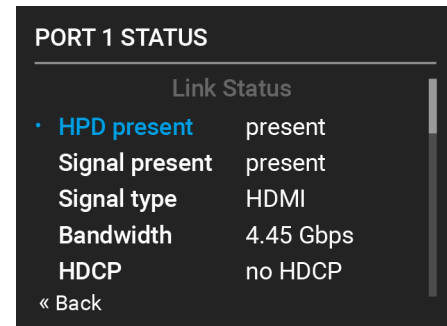 PORT 1 STATUS
Link Status
· HPD present present
Signal present present
Signal type HDMI
Bandwidth 4.45 Gbps
HDCP no HDCP
« Back